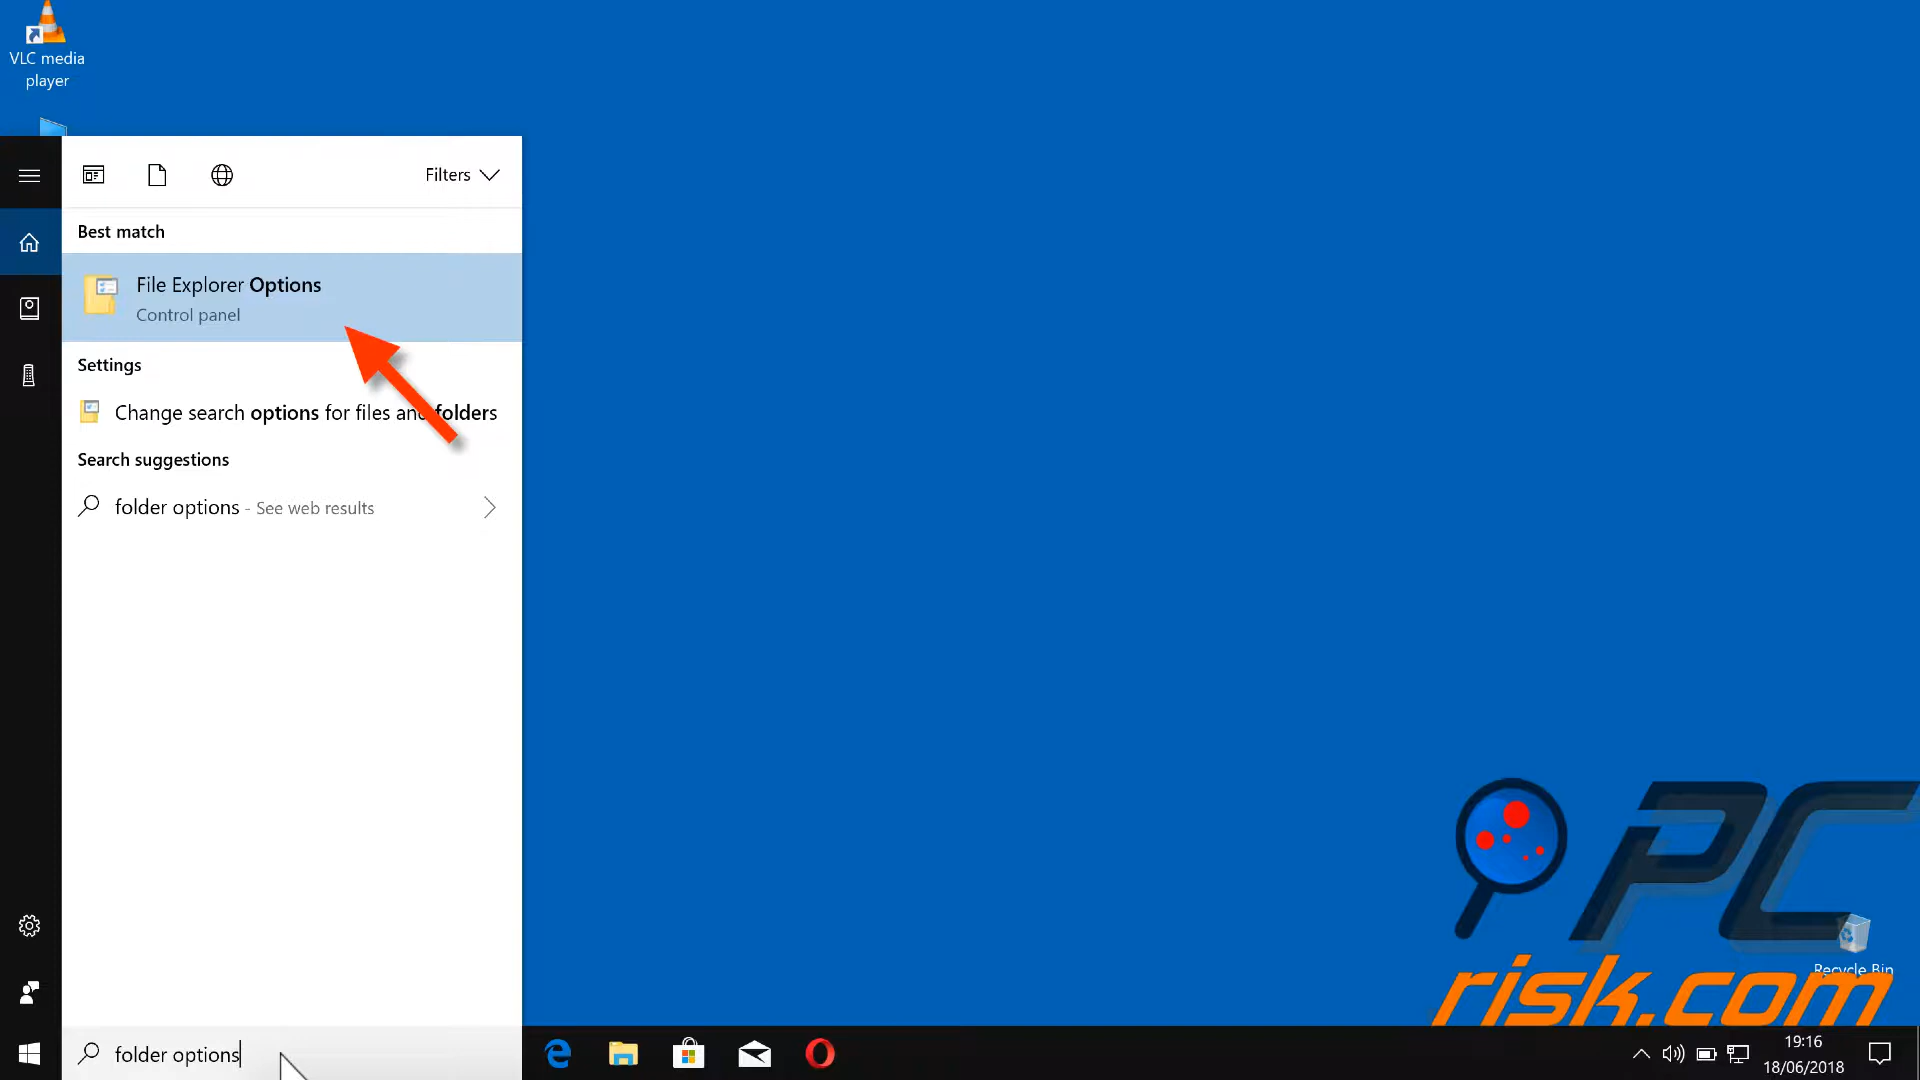 VLC media
player
Filters
Best match
File Explorer Options
Control panel
Settings
Change search options for files and folders
Search suggestions
folder options - See web results
folder options
PC
risk.com
Recycle Bin
19:16
18/06/2018